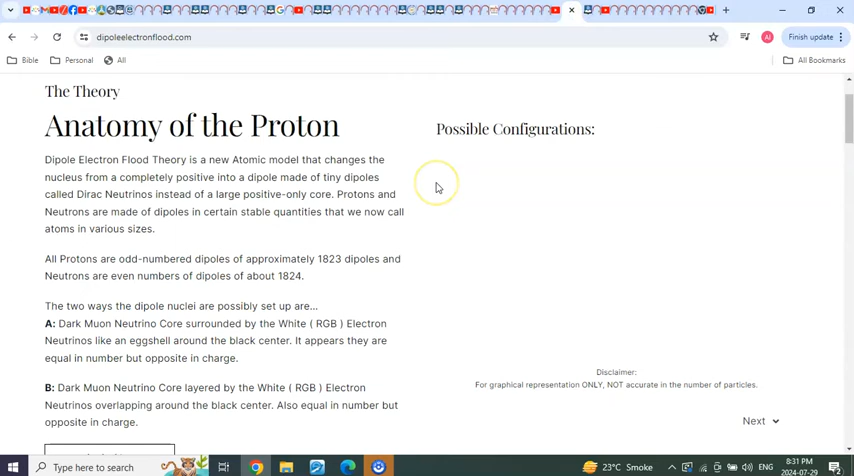 Finish update
dipoleelectronflood.com
Bible
Personal
All
All Bookmarks
The Theory
Anatomy of the Proton
Dipole Electron Flood Theory is a new Atomic model that changes the
nucleus from a completely positive into a dipole made of tiny dipoles
called Dirac Neutrinos instead of a large positive-only core. Protons and
Neutrons are made of dipoles in certain stable quantities that we now call
atoms in various sizes.
All Protons are odd-numbered dipoles of approximately 1823 dipoles and
Neutrons are even numbers of dipoles of about 1824.
The two ways the dipole nuclei are possibly set up are...
A: Dark Muon Neutrino Core surrounded by the White ( RGB ) Electron
Neutrinos like an eggshell around the black center. It appears they are
equal in number but opposite in charge.
B: Dark Muon Neutrino Core layered by the White ( RGB ) Electron
Neutrinos overlapping around the black center. Also equal in number but
opposite in charge.
Possible Configurations:
Disclaimer:
For graphical representation ONLY, NOT accurate in the number of particles.
Next
Type here to search
23°C Smoke
ENG
8:31 PM
2024-07-29